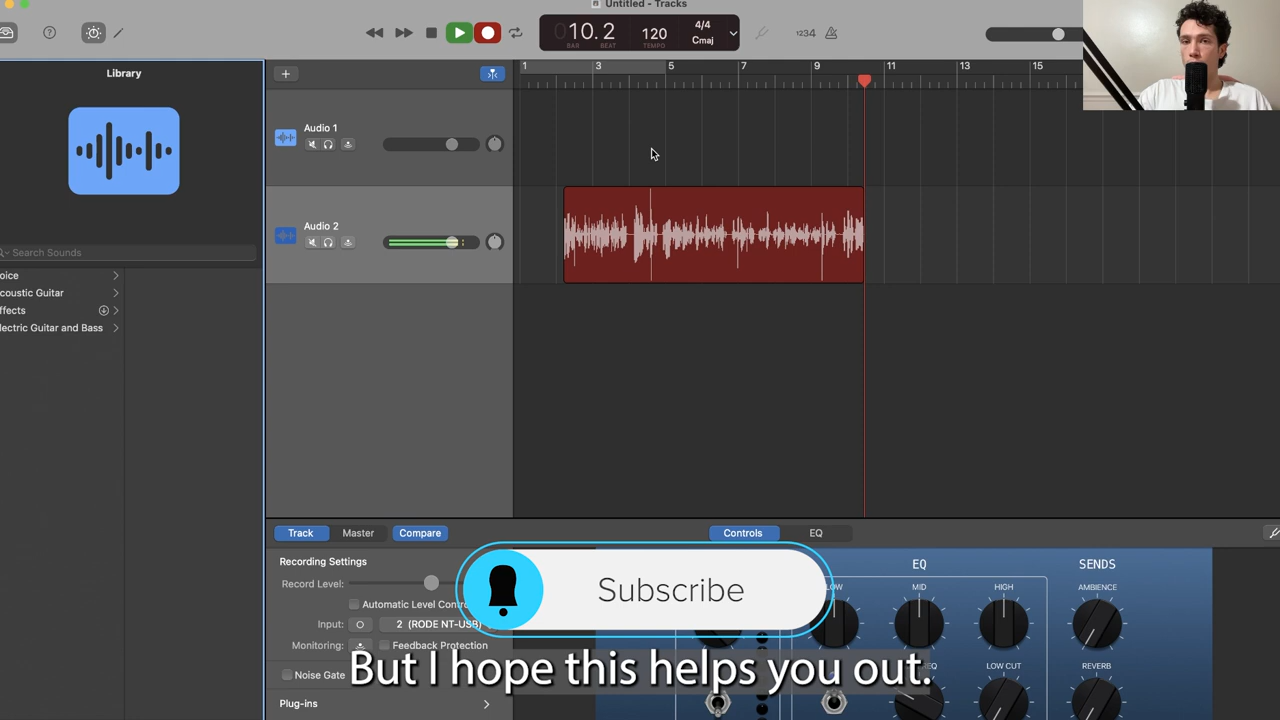 Untitled - Tracks
10.2
BAR
BEAT
120
TEMPO
4/4
Cmaj
1234
Library
Search Sounds
oice
coustic Guitar
ffects
lectric Guitar and Bass
1
3
5
7
9
11
13
15
Audio 1
Audio 2
Track
Master
Compare
Controls
EQ
Recording Settings
Record Level:
Automatic Level Contro
Input:
2 (RODE NT-USB)
Monitoring:
Feedback Protection
Noise Gate
Plug-ins
EQ
SENDS
LOW
MID
HIGH
AMBIENCE
LOW CUT
REVERB
Subscribe
But I hope this helps you out.